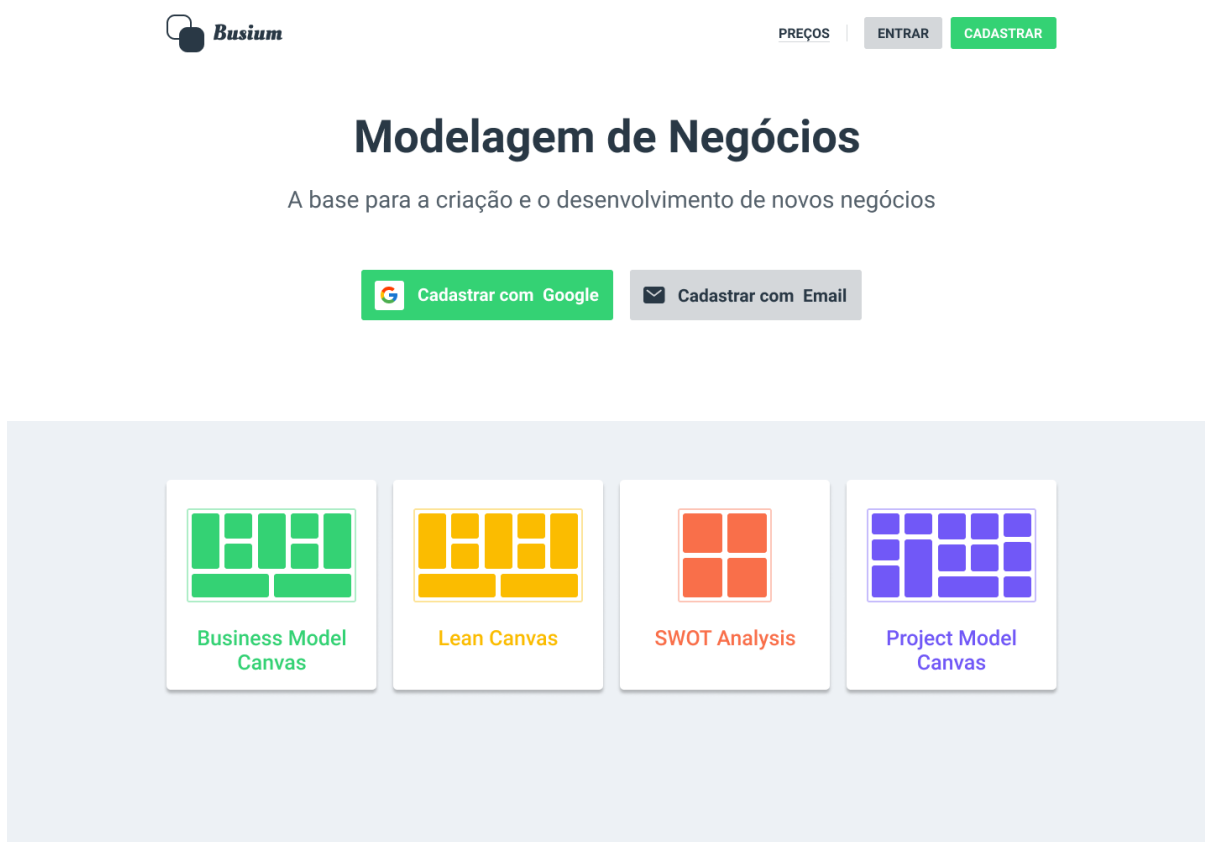 Busium
PREÇOS
ENTRAR
CADASTRAR
Modelagem de Negócios
A base para a criação e o desenvolvimento de novos negócios
Cadastrar com Google
Cadastrar com Email
Business Model
Canvas
Lean Canvas
SWOT Analysis
Project Model
Canvas